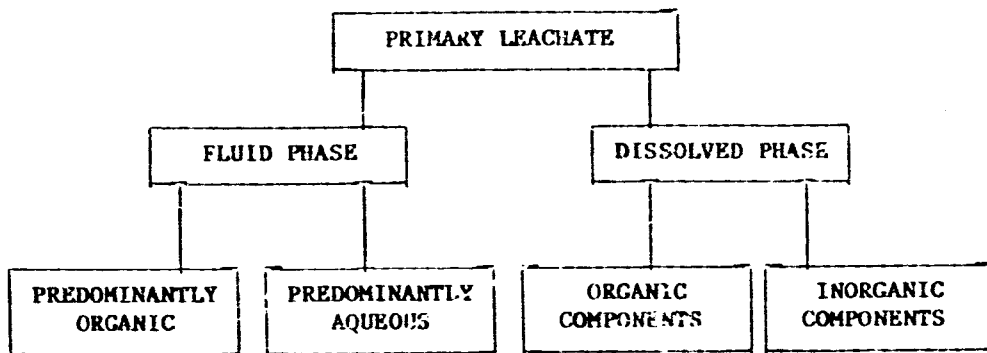 PRIMARY LEACHATE
FLUID PHASE
DISSOLVED PHASE
PREDOMINANTLY
ORGANIC
PREDOMINANTLY
AQUEOUS
ORGANIC
COMPONENTS
INORGANIC
COMPONENTS